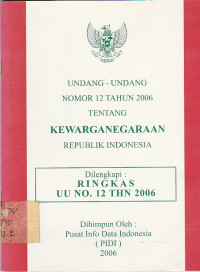 UNDANG - UNDANG
NOMOR 12 TAHUN 2006
TENTANG
KEWARGANEGARAAN
REPUBLIK INDONESIA
Dilengkapi :
RINGKAS
UU NO. 12 THN 2006
Dihimpun Oleh :
Pusat Info Data Indonesia
( PIDI )
2006